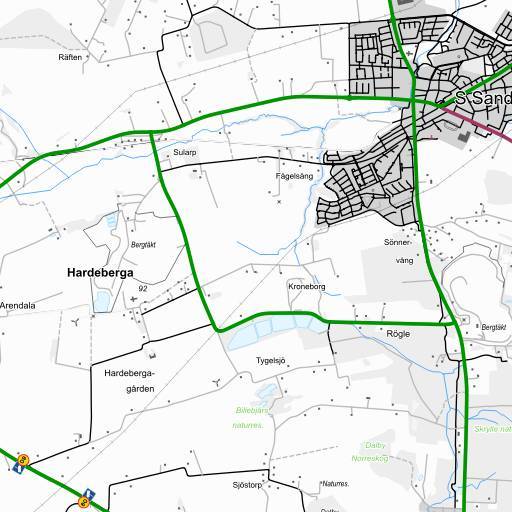 Räften
S Sand
Sularp
Fågelsång
Sönner-
vång
Bergtäkt
Hardeberga
92
Kroneborg
Arendala
Bergtäkt
Rögle
Tygelsjö
Hardeberga-
gården
Billebjärs
naturres.
Skrylle nat
Dalby
Norreskog
Sjöstorp
Naturres.
Dalby